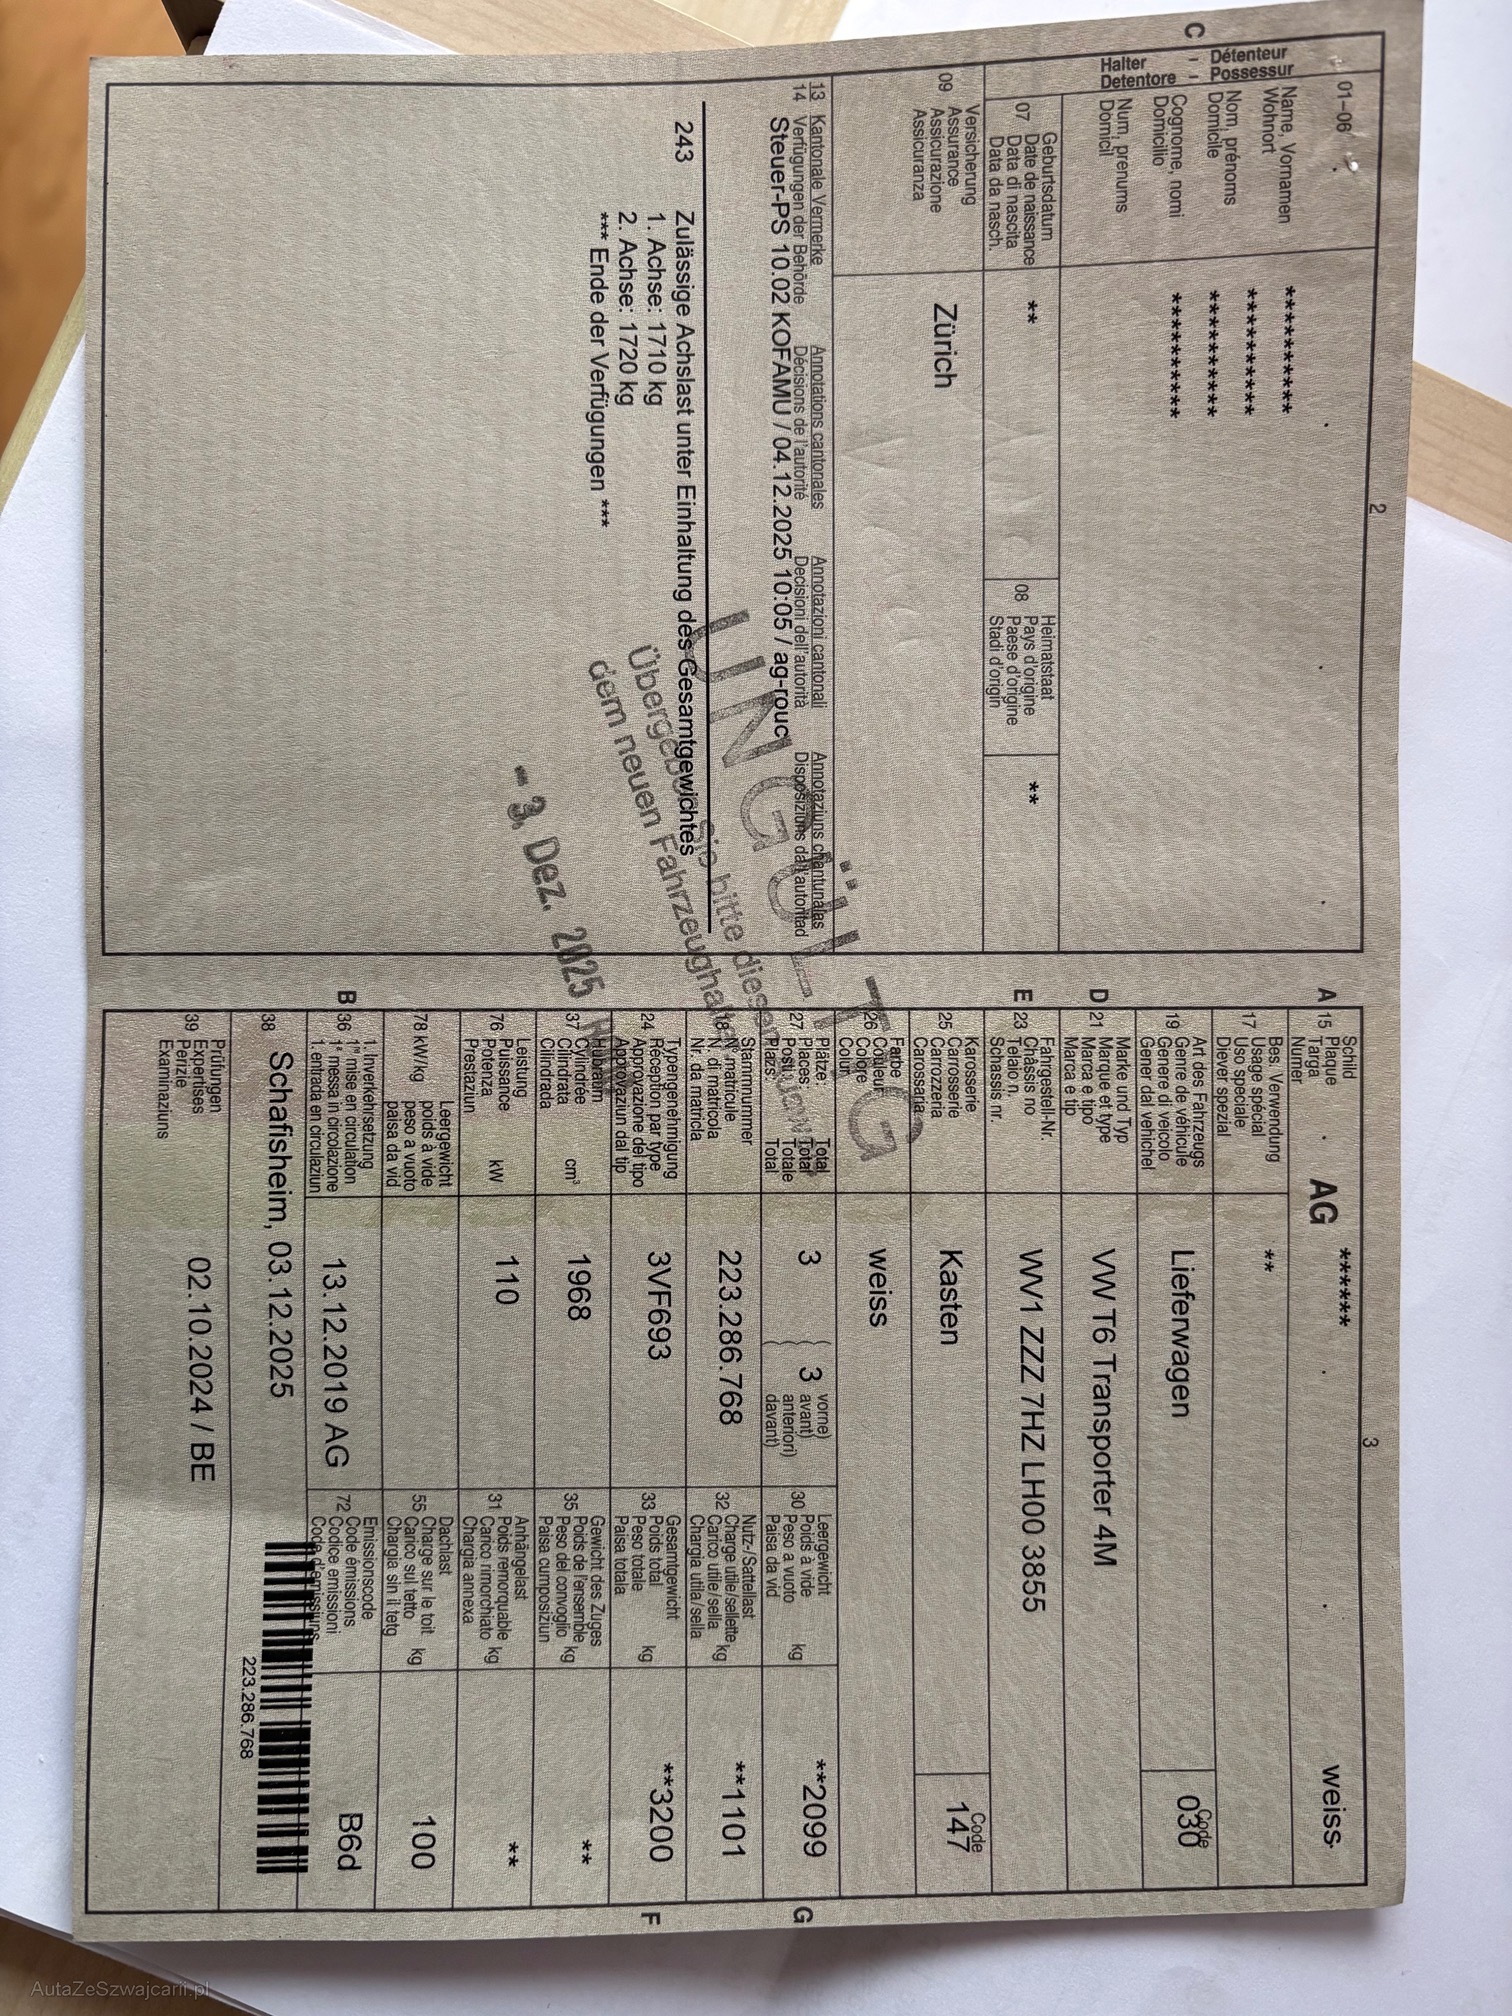 2
C
Détenteur
Possessur
Halter
Detentore
01–06
Name, Vornamen
Wohnort
Nom, prénoms
Domicile
Cognome, nomi
Domicilio
Num, prenums
Domicil
***********
**********
**********
**********
07
Geburtsdatum
Date de naissance
Data di nascita
Data da nasch.
**
08
Heimatstaat
Pays d'origine
Paese d'origine
Stadi d'origin
**
09
Versicherung
Assurance
Assicurazione
Assicuranza
Zürich
13 Kantonale Vermerke Annotations cantonales Annotazioni cantonali Annotaziuns chantunalas
14 Verfügungen der Behörde Décisions de l'autorité Decisioni dell'autorità Disposiziuns da l'autoritad
Steuer-PS 10.02 KOFAMU / 04.12.2025 10:05 / ag-rouc
243 Zulässige Achslast unter Einhaltung des Gesamtgewichtes
1. Achse: 1710 kg
2. Achse: 1720 kg
*** Ende der Verfügungen ***
UNGÜLTIG
Sie bitte diesen
dem neuen Fahrzeughalter
- 3. Dez. 2025
3
A
15
Schild
Plaque
Targa
Numer
AG
******
weiss
17
Bes. Verwendung
Usage spécial
Uso speciale
Diever spezial
**
19
Art des Fahrzeugs
Genre de véhicule
Genere di veicolo
Gener dal vehichel
Lieferwagen
Code
030
D
21
Marke und Typ
Marque et type
Marca e tipo
Marca e tip
VW T6 Transporter 4M
E
23
Fahrgestell-Nr.
Châssis no
Telaio n.
Schassis nr.
WV1 ZZZ 7HZ LH00 3855
25
Karosserie
Carosserie
Carrozzeria
Carossaria
Kasten
Code
147
26
Farbe
Couleur
Colore
Colur
weiss
27
Plätze: Total
Places: Total
Posti: Totale
Plazs: Total
3
( 3
(
vorne)
avant)
anteriori)
davant)
30
Leergewicht
Poids à vide
Peso a vuoto
Paisa da vid
kg
**2099
G
18
Stammnummer
N° matricule
N. di matricola
Nr. da matricla
223.286.768
32
Nutz-/Sattellast
Charge utile/sellette
Carico utile/sella
Chargia utila/sella
kg
**1101
24
Typengenehmigung
Réception par type
Approvazione del tipo
Approvaziun dal tip
3VF693
33
Gesamtgewicht
Poids total
Peso totale
Paisa totala
kg
**3200
F
37
Hubraum
Cylindrée
Cilindrata
Cilindrada
cm³
1968
35
Gewicht des Zuges
Poids de l'ensemble
Peso del convoglio
Paisa cumposiziun
kg
**
76
Leistung
Puissance
Potenza
Prestaziun
kW
110
31
Anhängelast
Poids remorquable
Carico rimorchiato
Chargia annexa
kg
**
78 kW/kg
Leergewicht
poids à vide
peso a vuoto
paisa da vid
55
Dachlast
Charge sur le toit
Carico sul tetto
Chargia sin il tetg
kg
100
B
36
1. Inverkehrsetzung
1re mise en circulation
1a messa in circolazione
1. entrada en circulaziun
13.12.2019 AG
72
Emissionscode
Code émissions
Codice emissioni
Code d'emissiuns
B6d
38
Schafisheim, 03.12.2025
223.286.768
39
Prüfungen
Expertises
Perizie
Examinaziuns
02.10.2024 / BE
AutaZeSzwajcarii.pl